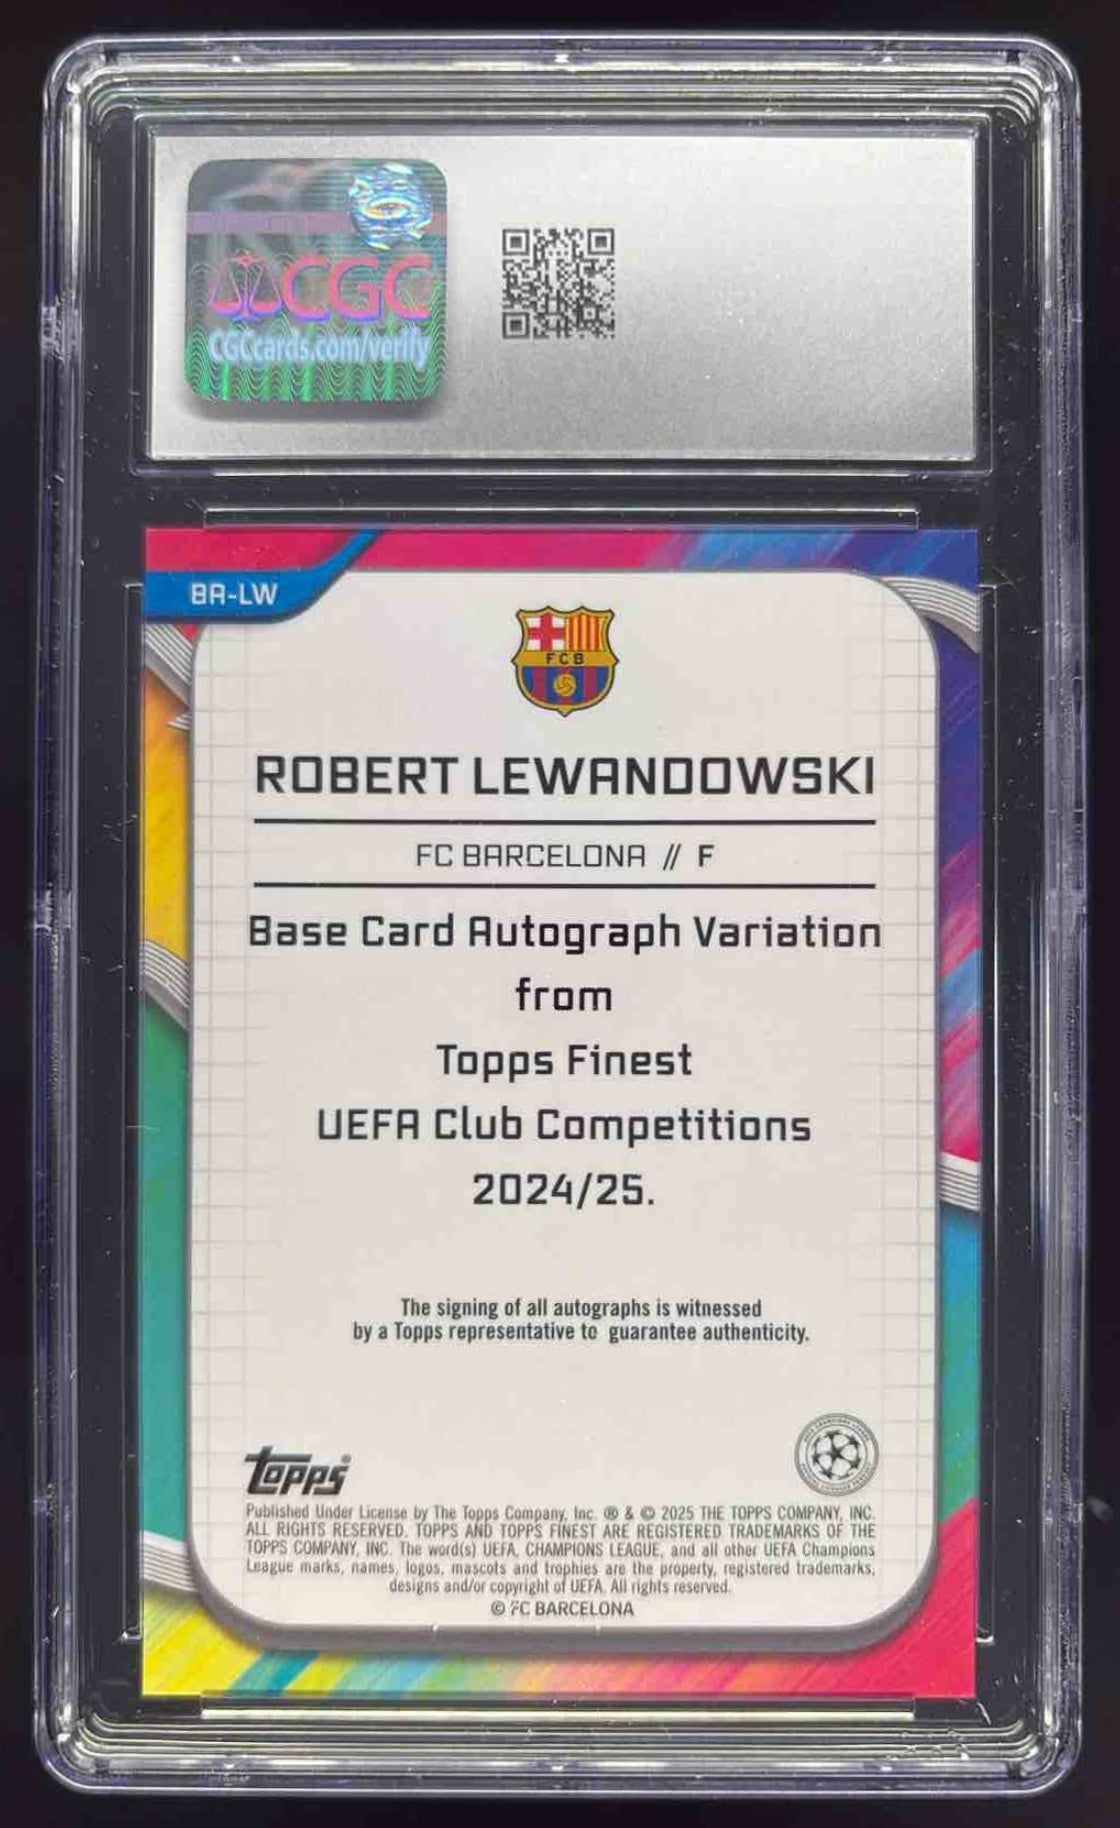 CGC
CGCcards.com/verify
BA-LW
FCB
ROBERT LEWANDOWSKI
FC BARCELONA // F
Base Card Autograph Variation
from
Topps Finest
UEFA Club Competitions
2024/25.
The signing of all autographs is witnessed
by a Topps representative to guarantee authenticity.
topps®
Published Under License by The Topps Company, Inc. ® & © 2025 THE TOPPS COMPANY, INC.
ALL RIGHTS RESERVED. TOPPS AND TOPPS FINEST ARE REGISTERED TRADEMARKS OF THE
TOPPS COMPANY, INC. The word(s) UEFA, CHAMPIONS LEAGUE, and all other UEFA Champions
League marks, names, logos, mascots and trophies are the property, registered trademarks,
designs and/or copyright of UEFA. All rights reserved.
© FC BARCELONA